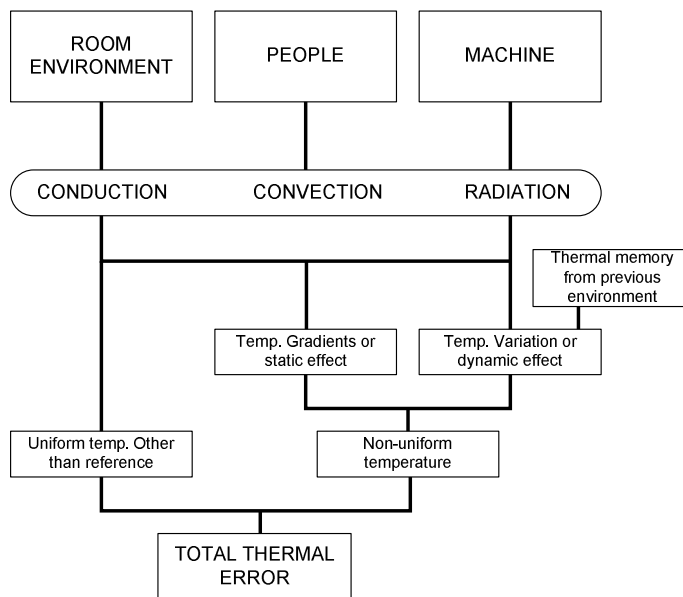 ROOM
ENVIRONMENT
PEOPLE
MACHINE
CONDUCTION
CONVECTION
RADIATION
Thermal memory
from previous
environment
Temp. Gradients or
static effect
Temp. Variation or
dynamic effect
Uniform temp. Other
than reference
Non-uniform
temperature
TOTAL THERMAL
ERROR